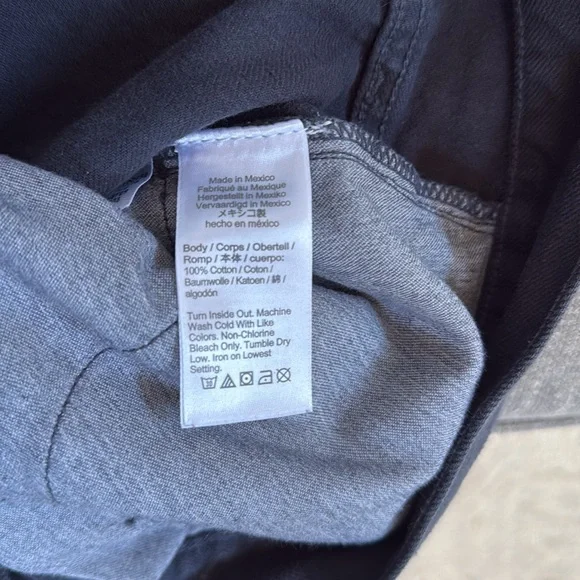 Made in Mexico
Fabriqué au Mexique
Hergestellt in Mexiko
Vervaardigd in Mexico
メキシコ製
hecho en méxico
Body / Corps / Oberteil /
Romp / 本体 / cuerpo:
100% Cotton / Coton /
Baumwolle / Katoen / 綿 /
algodón
Turn Inside Out. Machine
Wash Cold With Like
Colors. Non-Chlorine
Bleach Only. Tumble Dry
Low. Iron on Lowest
Setting.